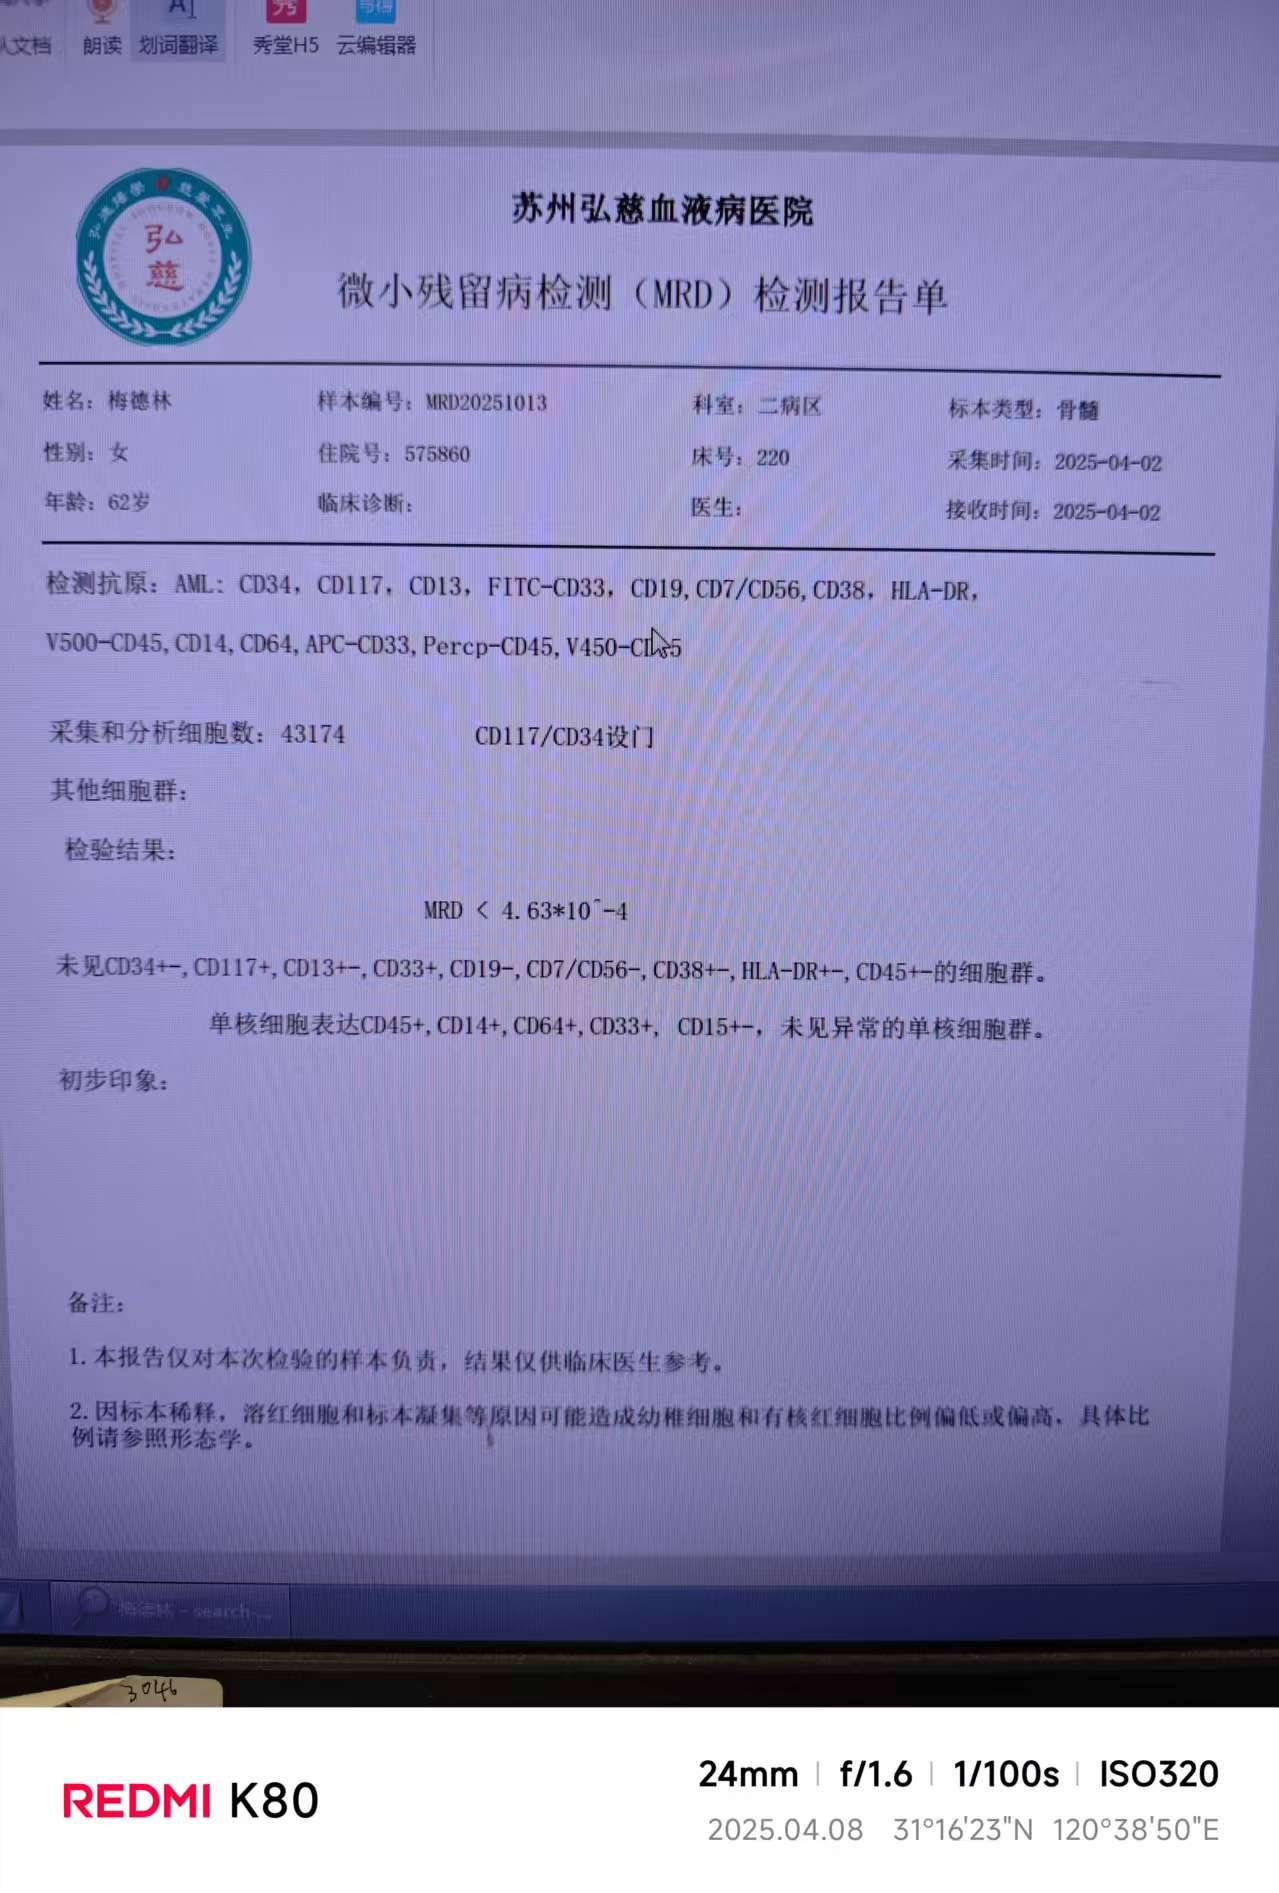 人文档 朗读 划词翻译 秀堂H5 云编辑器
弘慈
苏州弘慈血液病医院
微小残留病检测（MRD）检测报告单
姓名：梅德林 样本编号：MRD20251013 科室：二病区 标本类型：骨髓
性别：女 住院号：575860 床号：220 采集时间：2025-04-02
年龄：62岁 临床诊断： 医生： 接收时间：2025-04-02
检测抗原：AML：CD34，CD117，CD13，FITC-CD33，CD19,CD7/CD56,CD38，HLA-DR，
V500-CD45,CD14,CD64,APC-CD33,Percp-CD45,V450-CD 5
采集和分析细胞数：43174 CD117/CD34设门
其他细胞群：
检验结果：
MRD < 4.63*10^-4
未见CD34+-,CD117+,CD13+-,CD33+,CD19-,CD7/CD56-,CD38+-,HLA-DR+-,CD45+-的细胞群。
单核细胞表达CD45+,CD14+,CD64+,CD33+, CD15+-，未见异常的单核细胞群。
初步印象：
备注：
1.本报告仅对本次检验的样本负责，结果仅供临床医生参考。
2.因标本稀释，溶红细胞和标本凝集等原因可能造成幼稚细胞和有核红细胞比例偏低或偏高，具体比
例请参照形态学。
梅德林 - search-...
3046
REDMI K80
24mm | f/1.6 | 1/100s | ISO320
2025.04.08 31°16'23"N 120°38'50"E